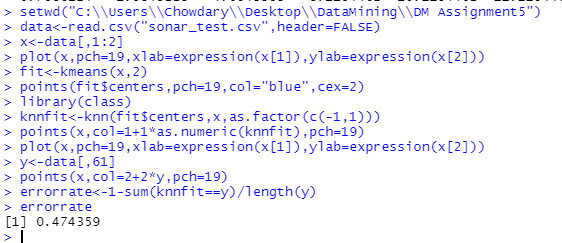 > setwd("C:\\Users\\Chowdary\\Desktop\\DataMining\\DM Assignment5")
> data<-read.csv("sonar_test.csv",header=FALSE)
> x<-data[,1:2]
> plot(x,pch=19,xlab=expression(x[1]),ylab=expression(x[2]))
> fit<-kmeans(x,2)
> points(fit$centers,pch=19,col="blue",cex=2)
> library(class)
> knnfit<-knn(fit$centers,x,as.factor(c(-1,1)))
> points(x,col=1+1*as.numeric(knnfit),pch=19)
> plot(x,pch=19,xlab=expression(x[1]),ylab=expression(x[2]))
> y<-data[,61]
> points(x,col=2+2*y,pch=19)
> errorrate<-1-sum(knnfit==y)/length(y)
> errorrate
[1] 0.474359
>